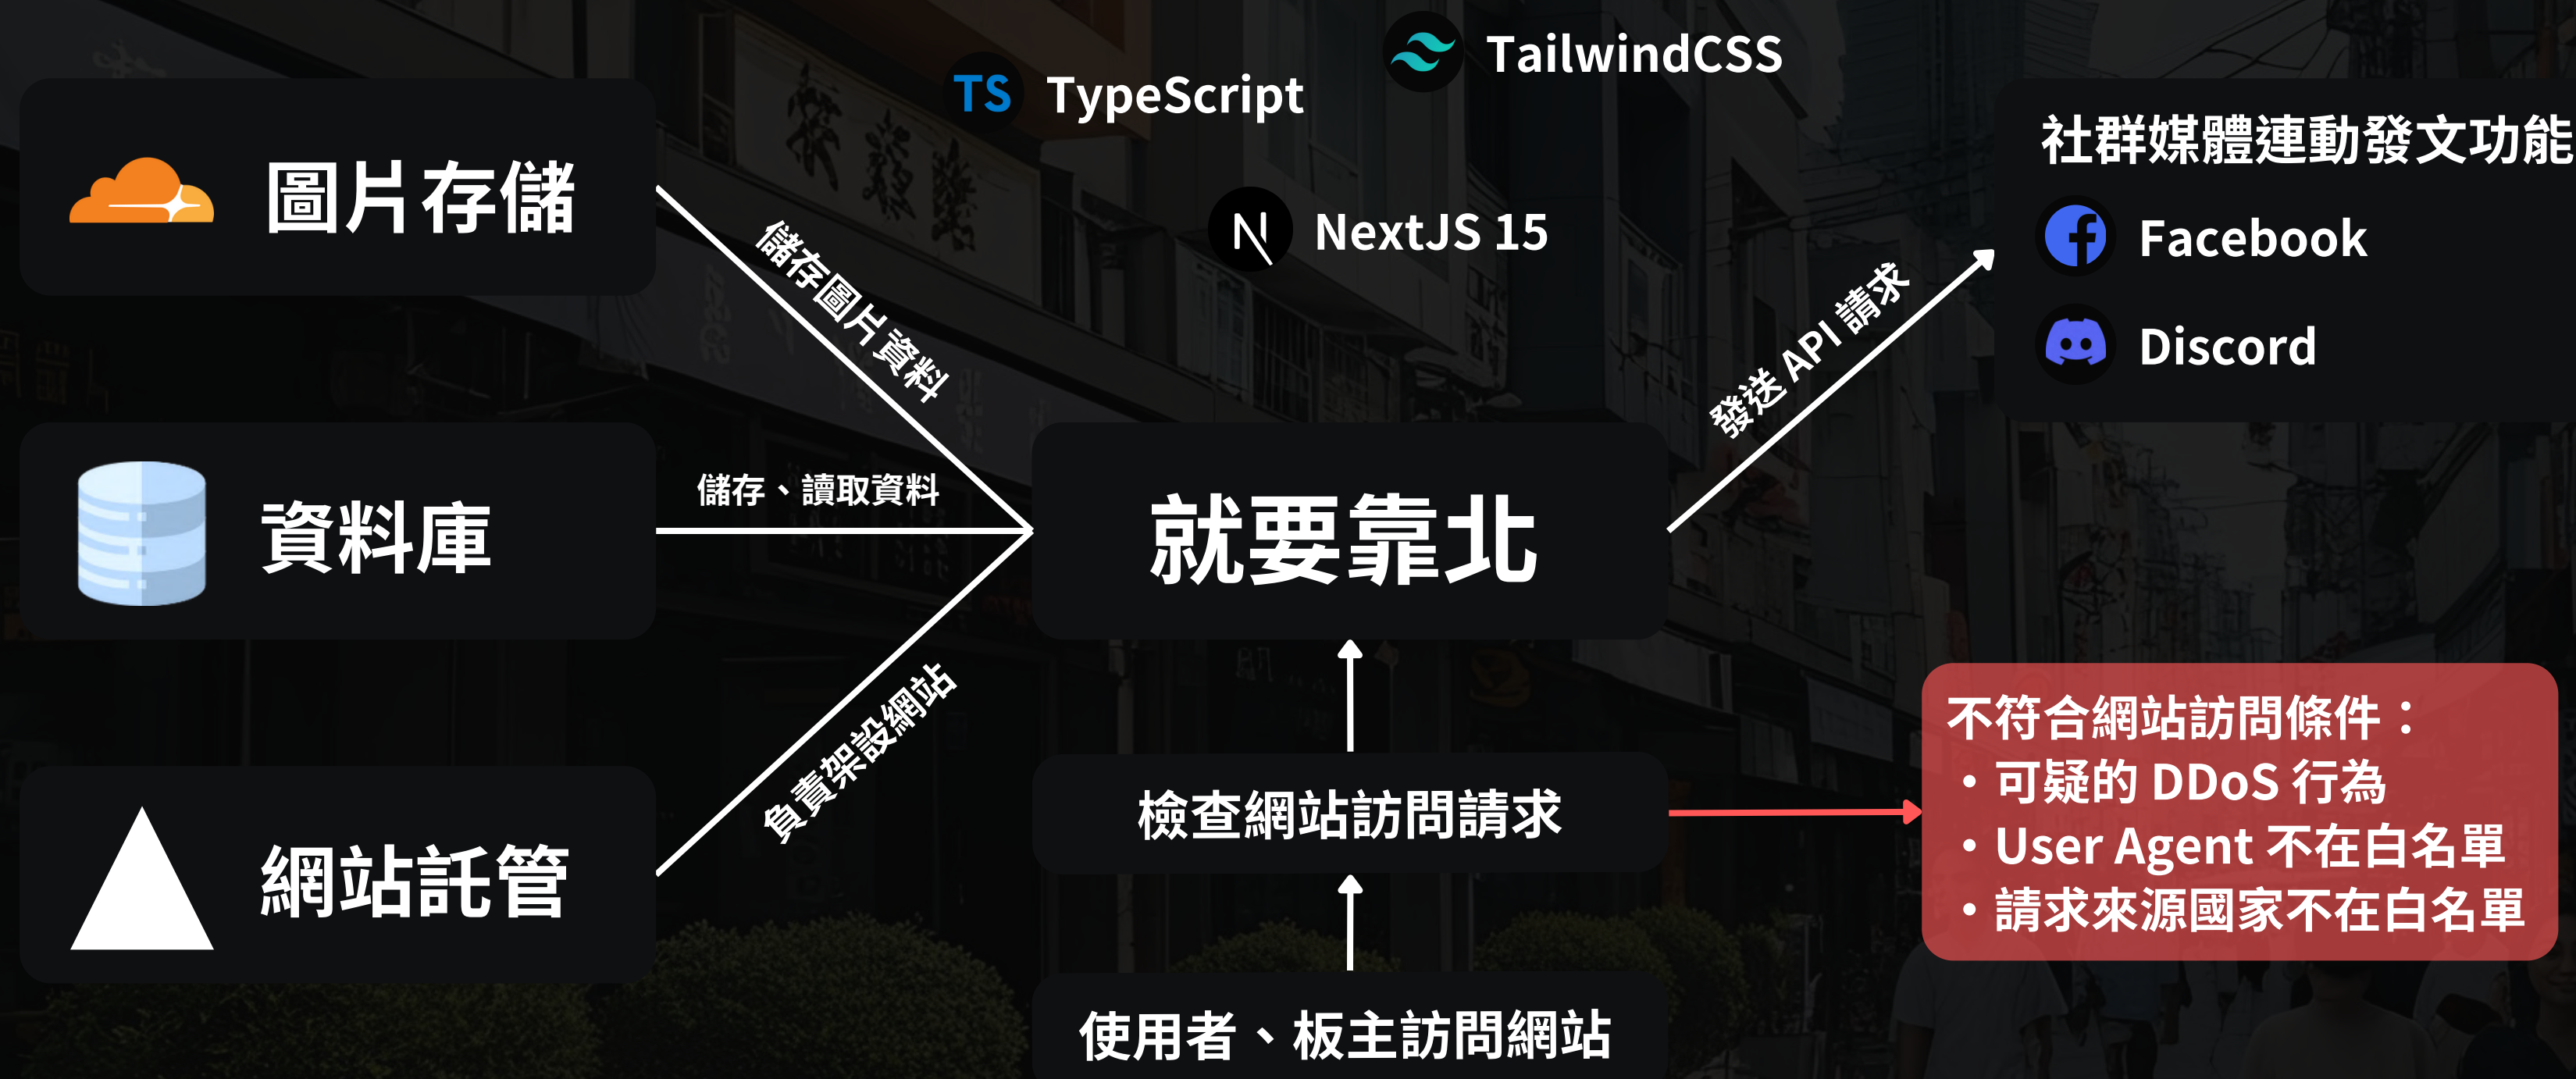 圖片存儲
資料庫
網站託管
儲存圖片資料
儲存、讀取資料
負責架設網站
TS TypeScript
TailwindCSS
NextJS 15
就要靠北
檢查網站訪問請求
使用者、板主訪問網站
發送 API 請求
社群媒體連動發文功能
Facebook
Discord
不符合網站訪問條件：
・可疑的 DDoS 行為
・User Agent 不在白名單
・請求來源國家不在白名單